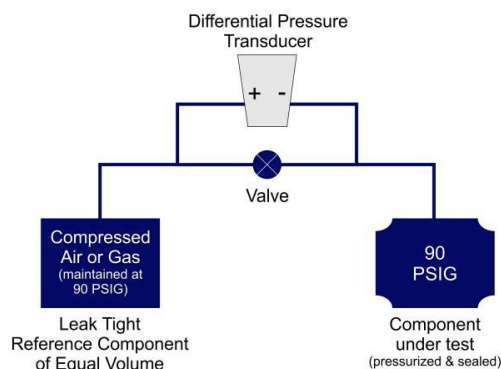 Differential Pressure
Transducer
+ -
Valve
Compressed
Air or Gas
(maintained at
90 PSIG)
Leak Tight
Reference Component
of Equal Volume
90
PSIG
Component
under test
(pressurized & sealed)